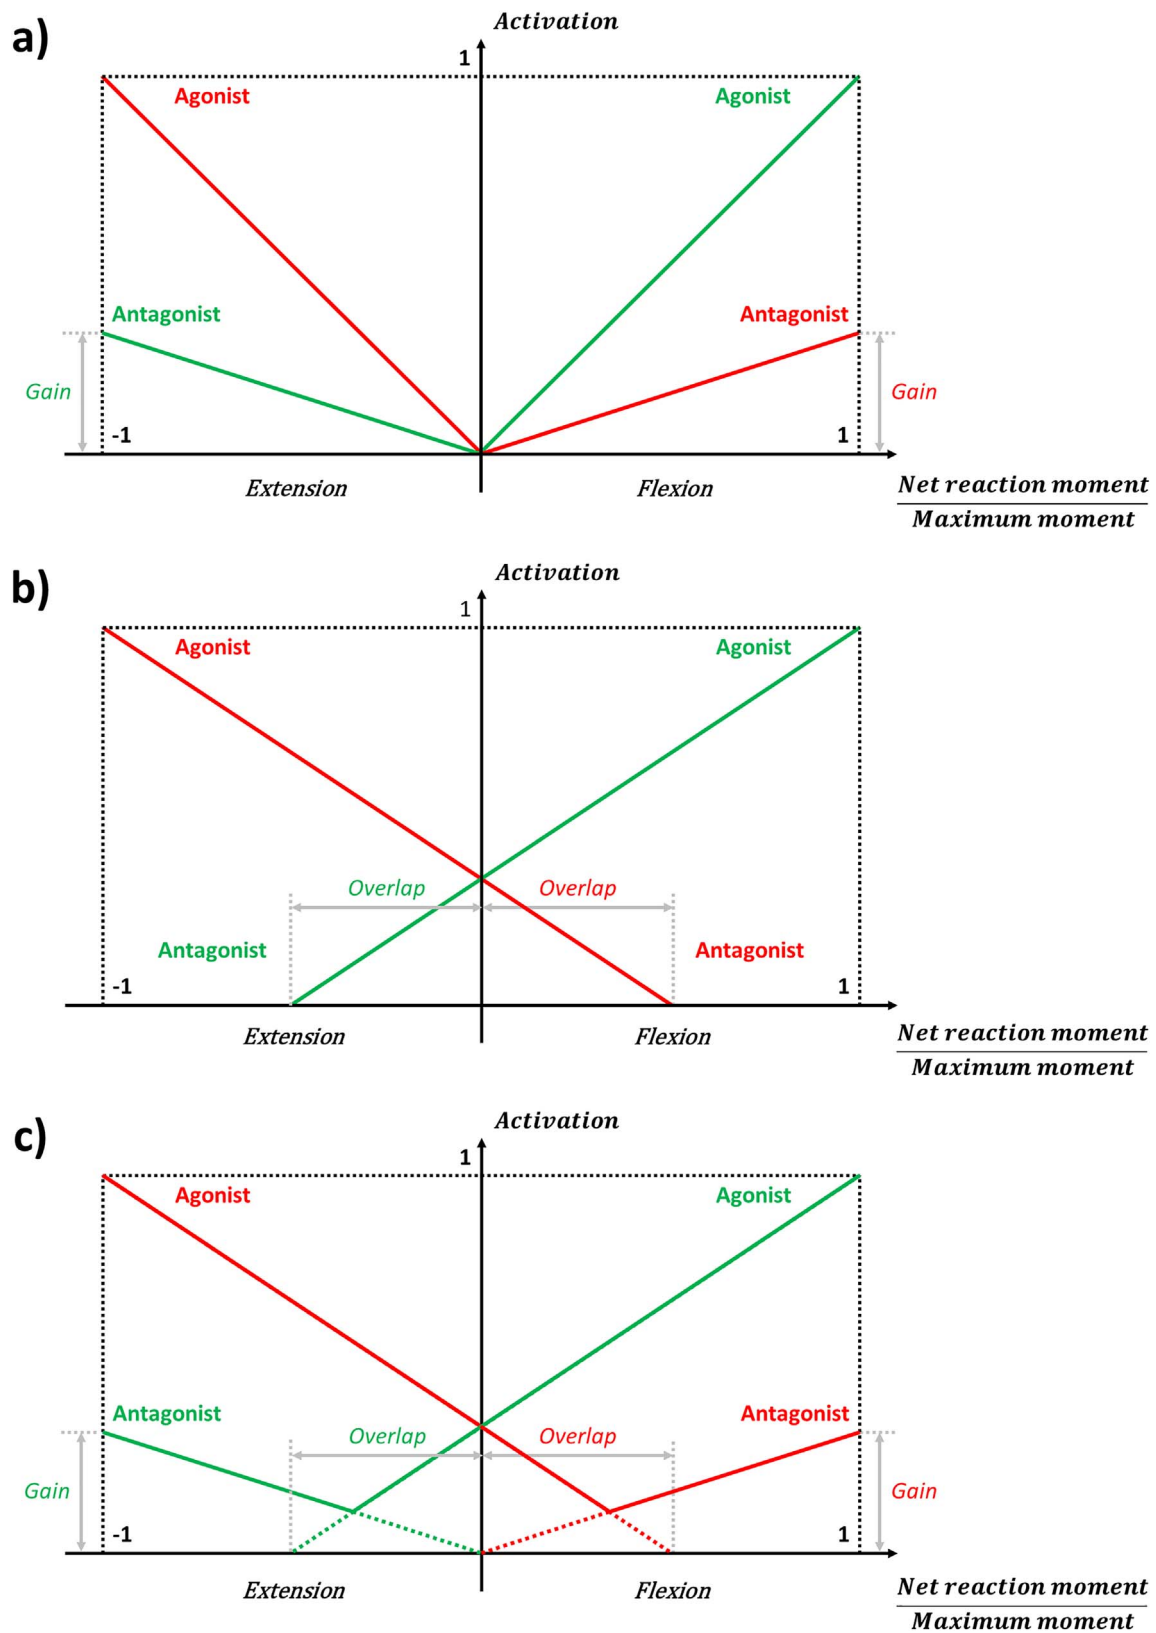 a)
Activation
1
Agonist
Agonist
Antagonist
Antagonist
Gain
Gain
-1
1
Extension
Flexion
Net reaction moment
Maximum moment
b)
Activation
1
Agonist
Agonist
Overlap
Overlap
Antagonist
Antagonist
-1
1
Extension
Flexion
Net reaction moment
Maximum moment
c)
Activation
1
Agonist
Agonist
Antagonist
Antagonist
Overlap
Overlap
Gain
Gain
-1
1
Extension
Flexion
Net reaction moment
Maximum moment